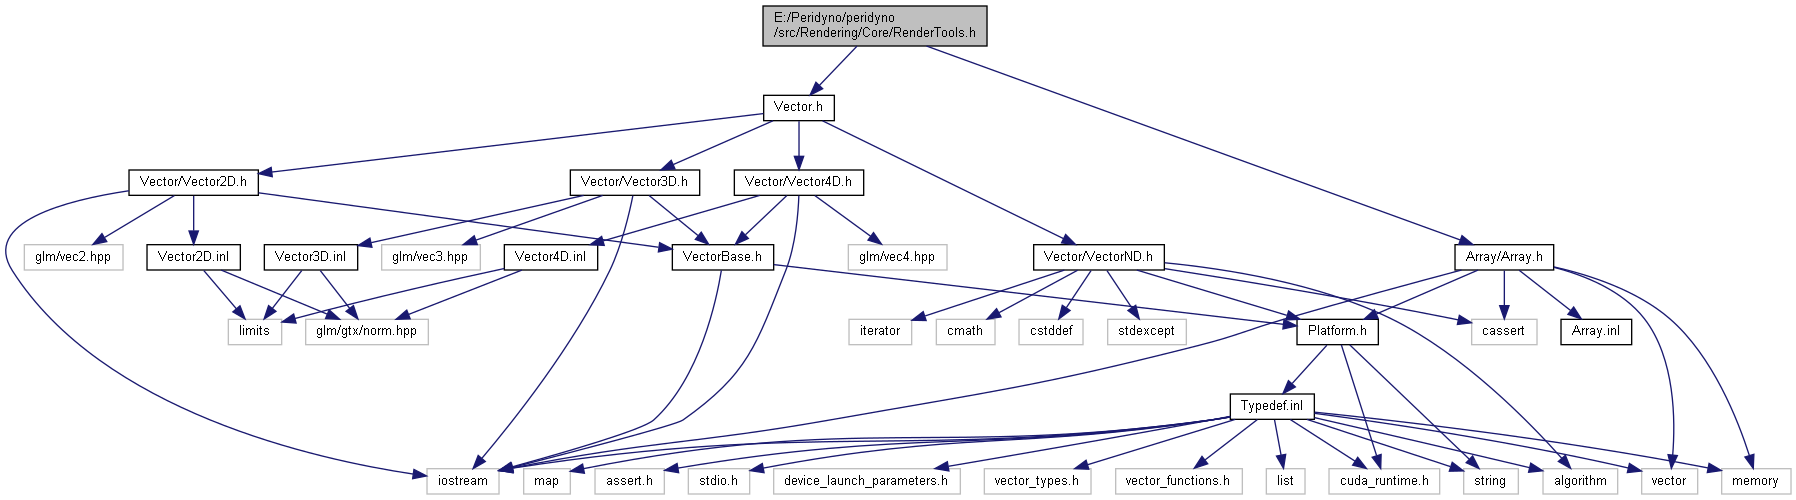 E:/Peridyno/peridyno
/src/Rendering/Core/RenderTools.h
Vector.h
Vector/Vector2D.h
Vector/Vector3D.h
Vector/Vector4D.h
glm/vec2.hpp
Vector2D.inl
Vector3D.inl
glm/vec3.hpp
Vector4D.inl
VectorBase.h
glm/vec4.hpp
Vector/VectorND.h
Array/Array.h
limits
glm/gtx/norm.hpp
iterator
cmath
cstddef
stdexcept
Platform.h
cassert
Array.inl
Typedef.inl
iostream
map
assert.h
stdio.h
device_launch_parameters.h
vector_types.h
vector_functions.h
list
cuda_runtime.h
string
algorithm
vector
memory